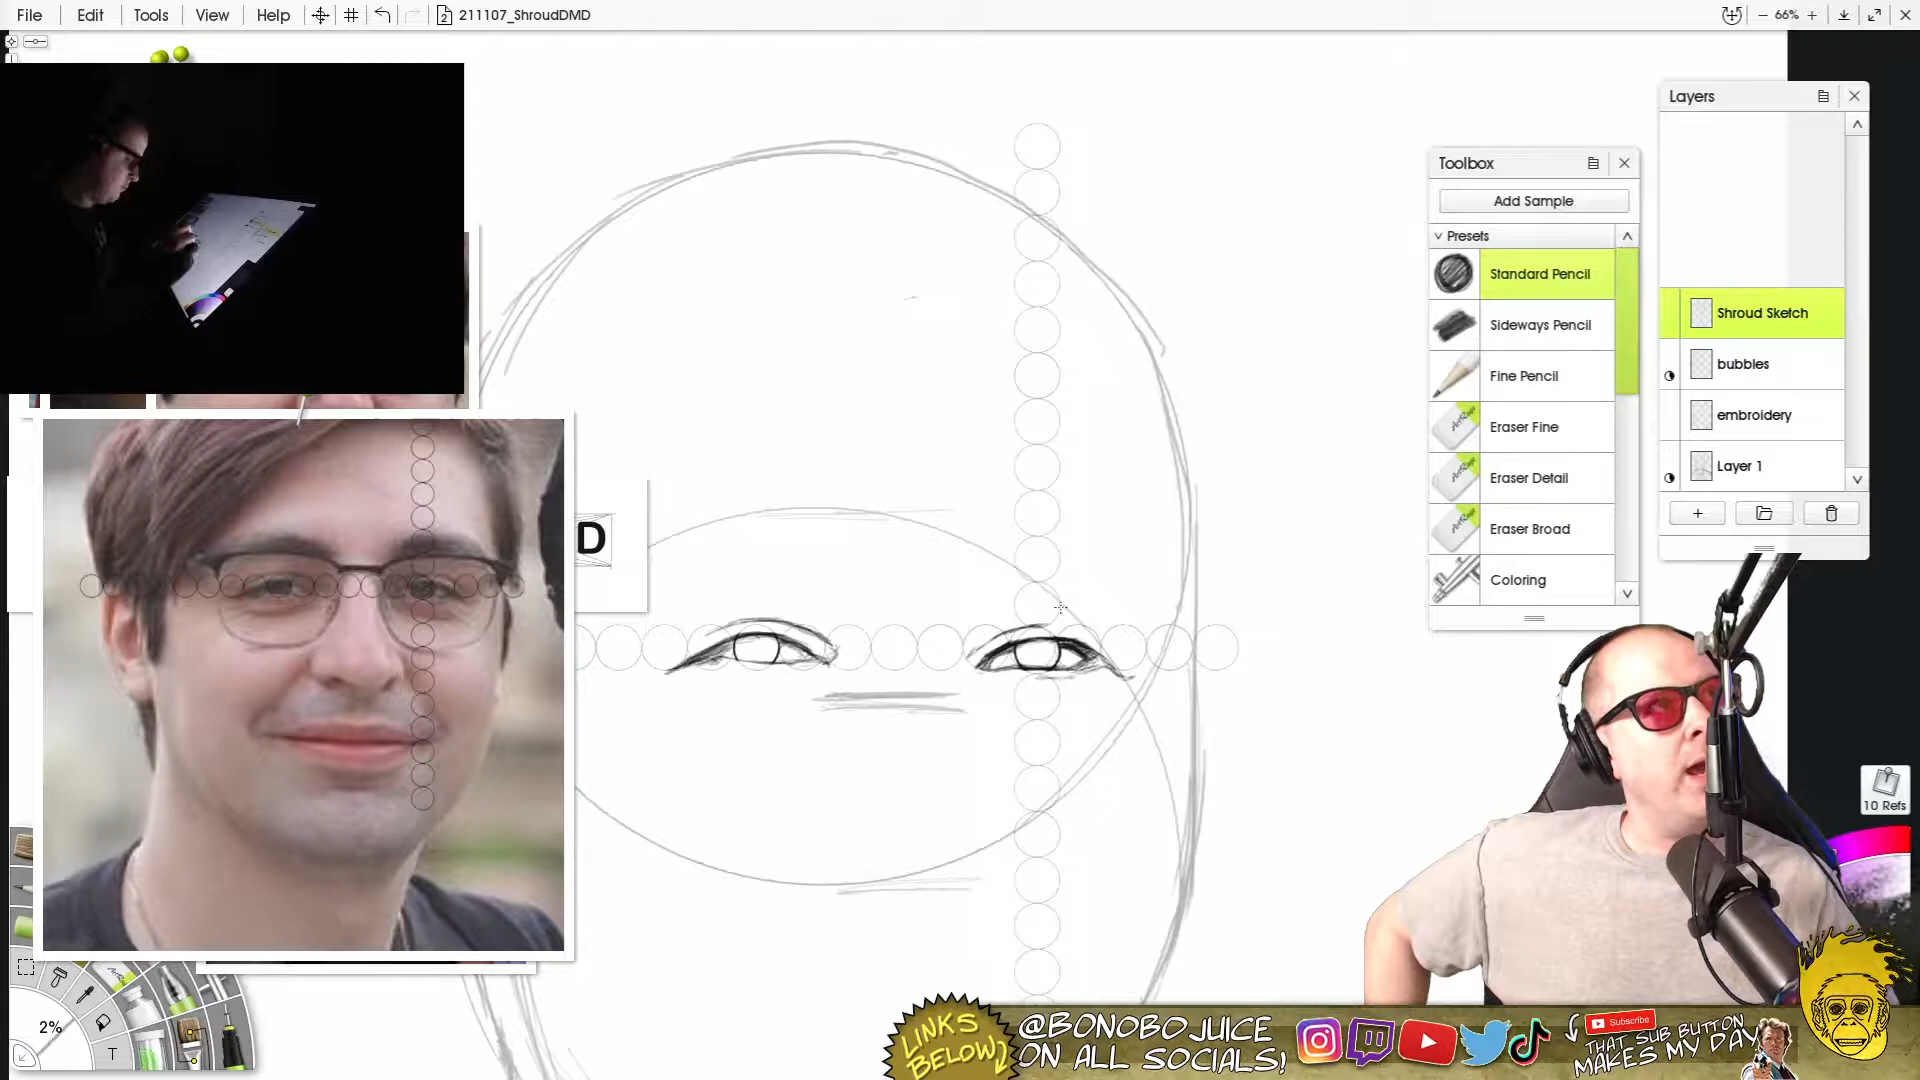 File Edit Tools View Help 211107_ShroudDMD 66%
Layers
Toolbox
Add Sample
Presets
Standard Pencil
Sideways Pencil
Fine Pencil
Eraser Fine
Eraser Detail
Eraser Broad
Coloring
Shroud Sketch
bubbles
embroidery
Layer 1
D
10 Refs
2%
T
LINKS
BELOW
@BONOBOJUICE
ON ALL SOCIALS!
Subscribe
THAT SUB BUTTON
MAKES MY DAY